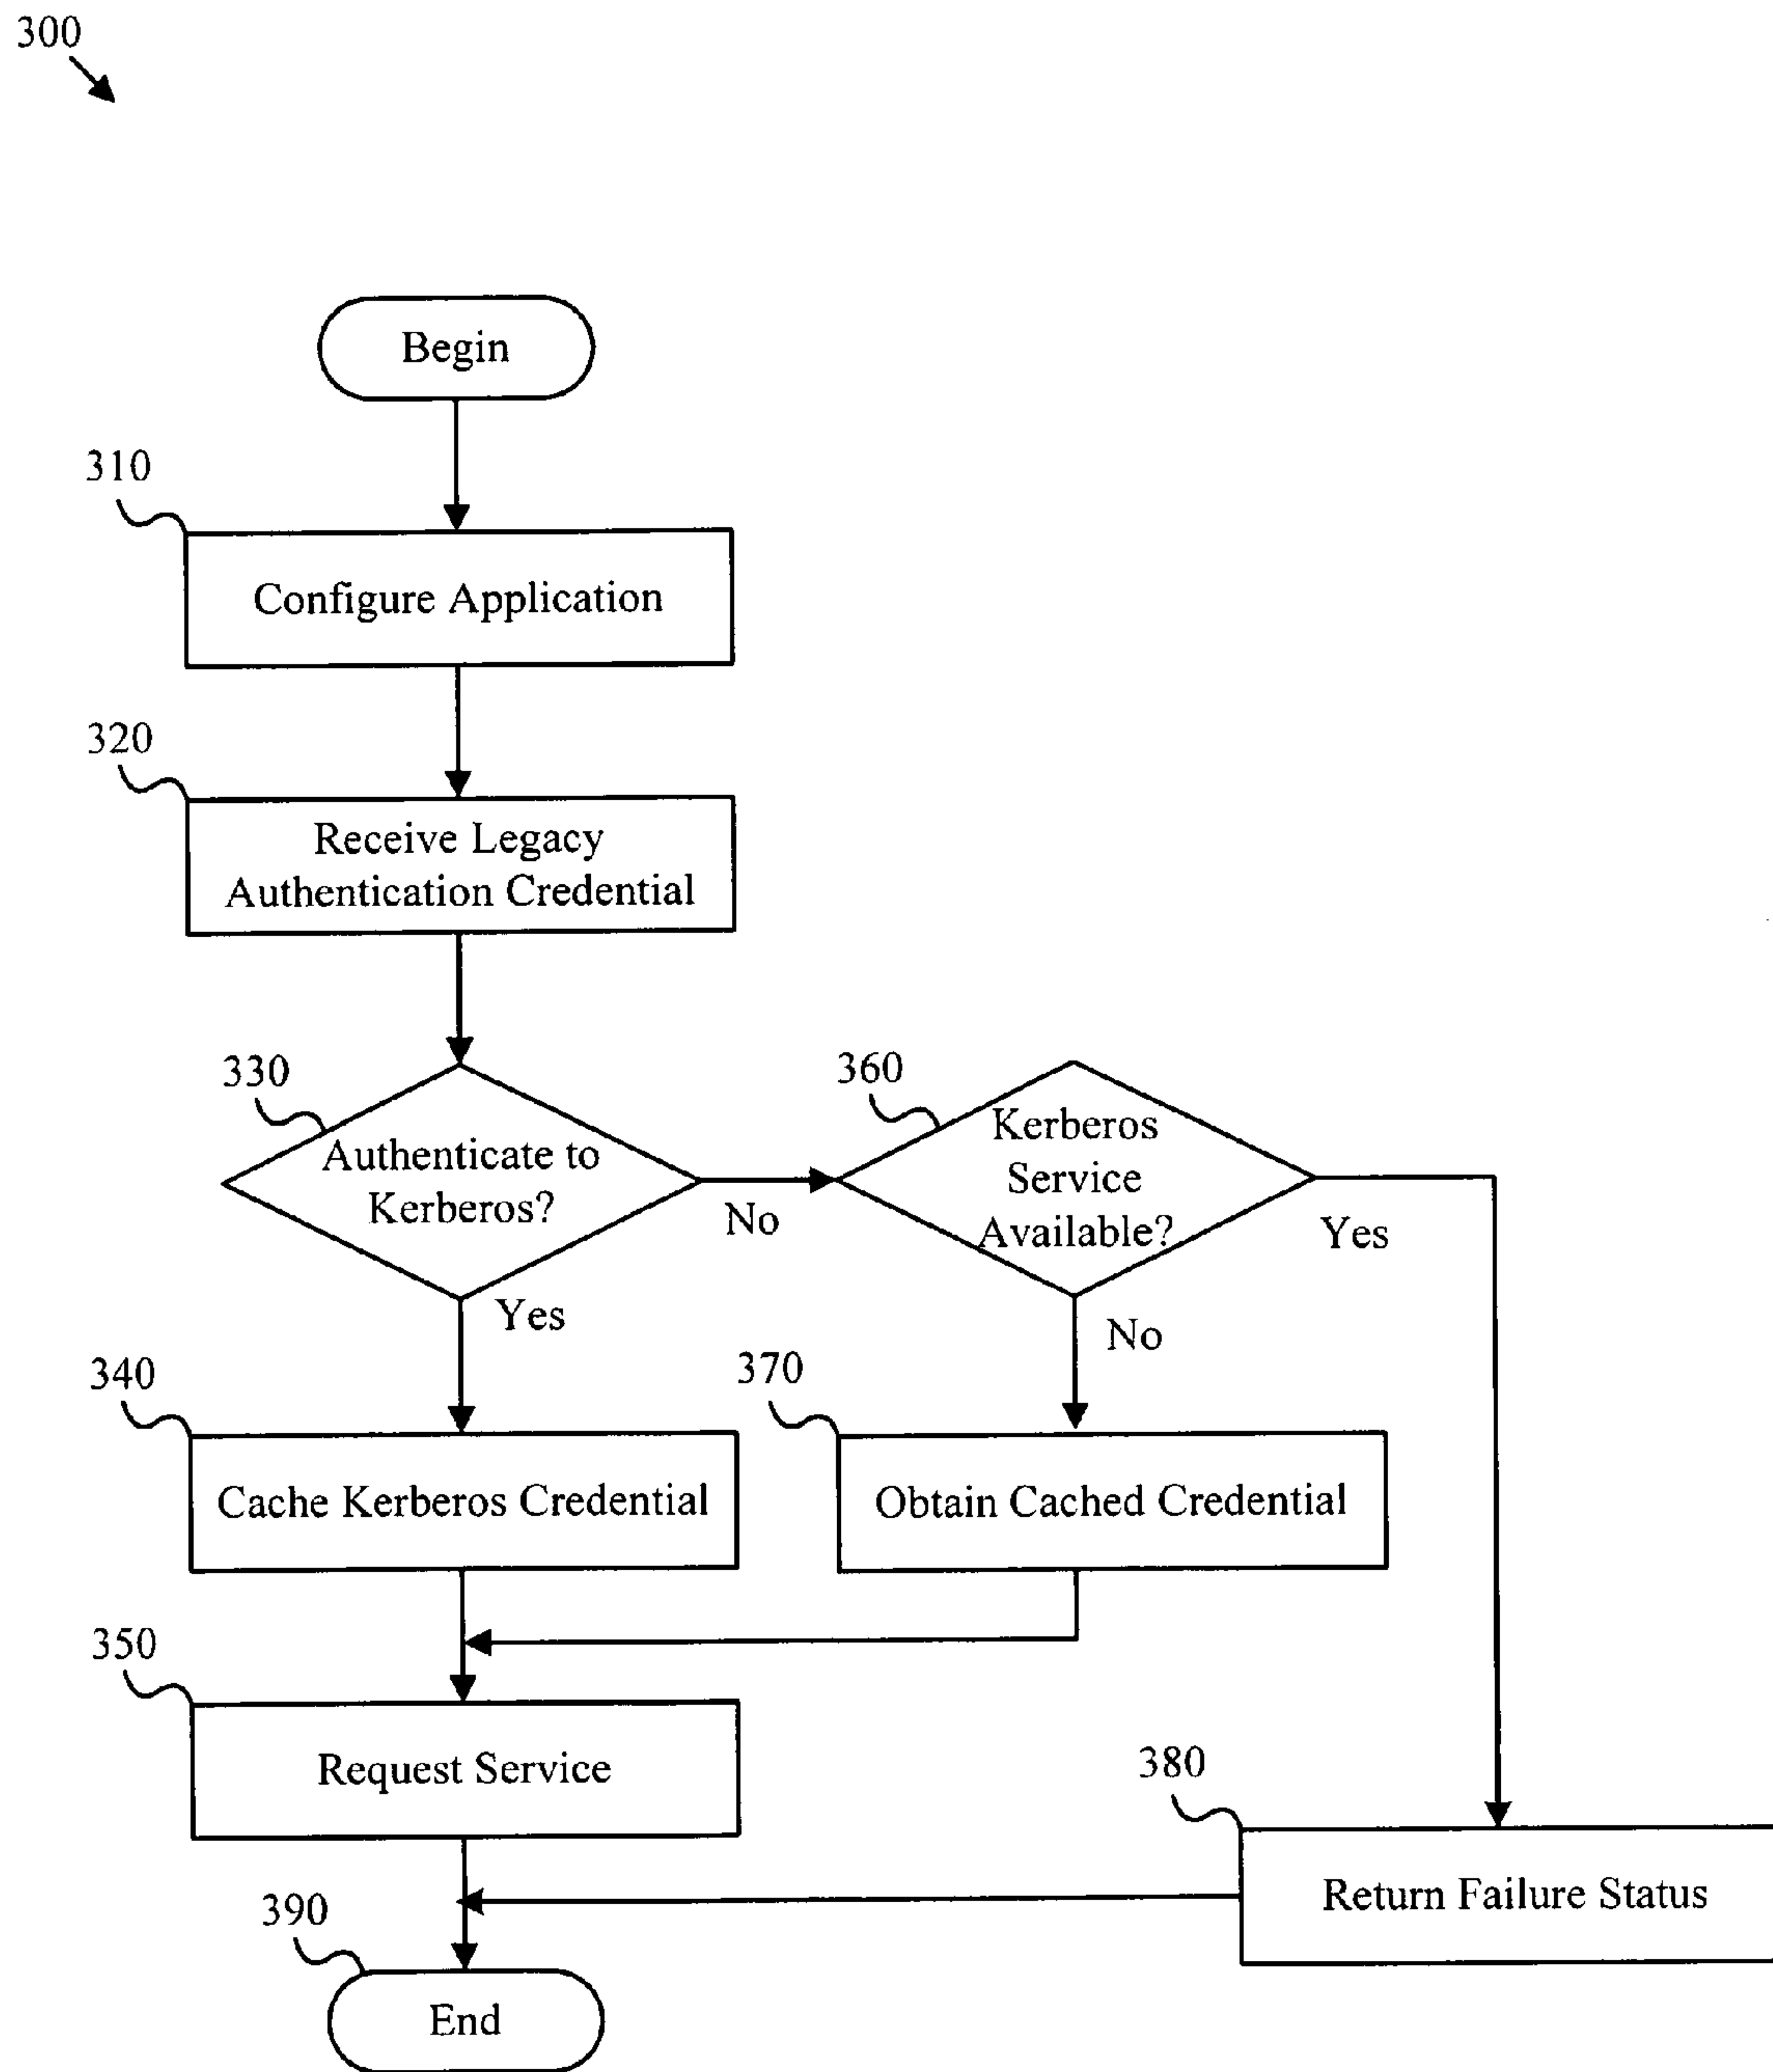 300
Begin
310
Configure Application
320
Receive Legacy
Authentication Credential
330
Authenticate to
Kerberos?
No
Yes
360
Kerberos
Service
Available?
Yes
No
340
Cache Kerberos Credential
370
Obtain Cached Credential
350
Request Service
380
Return Failure Status
390
End